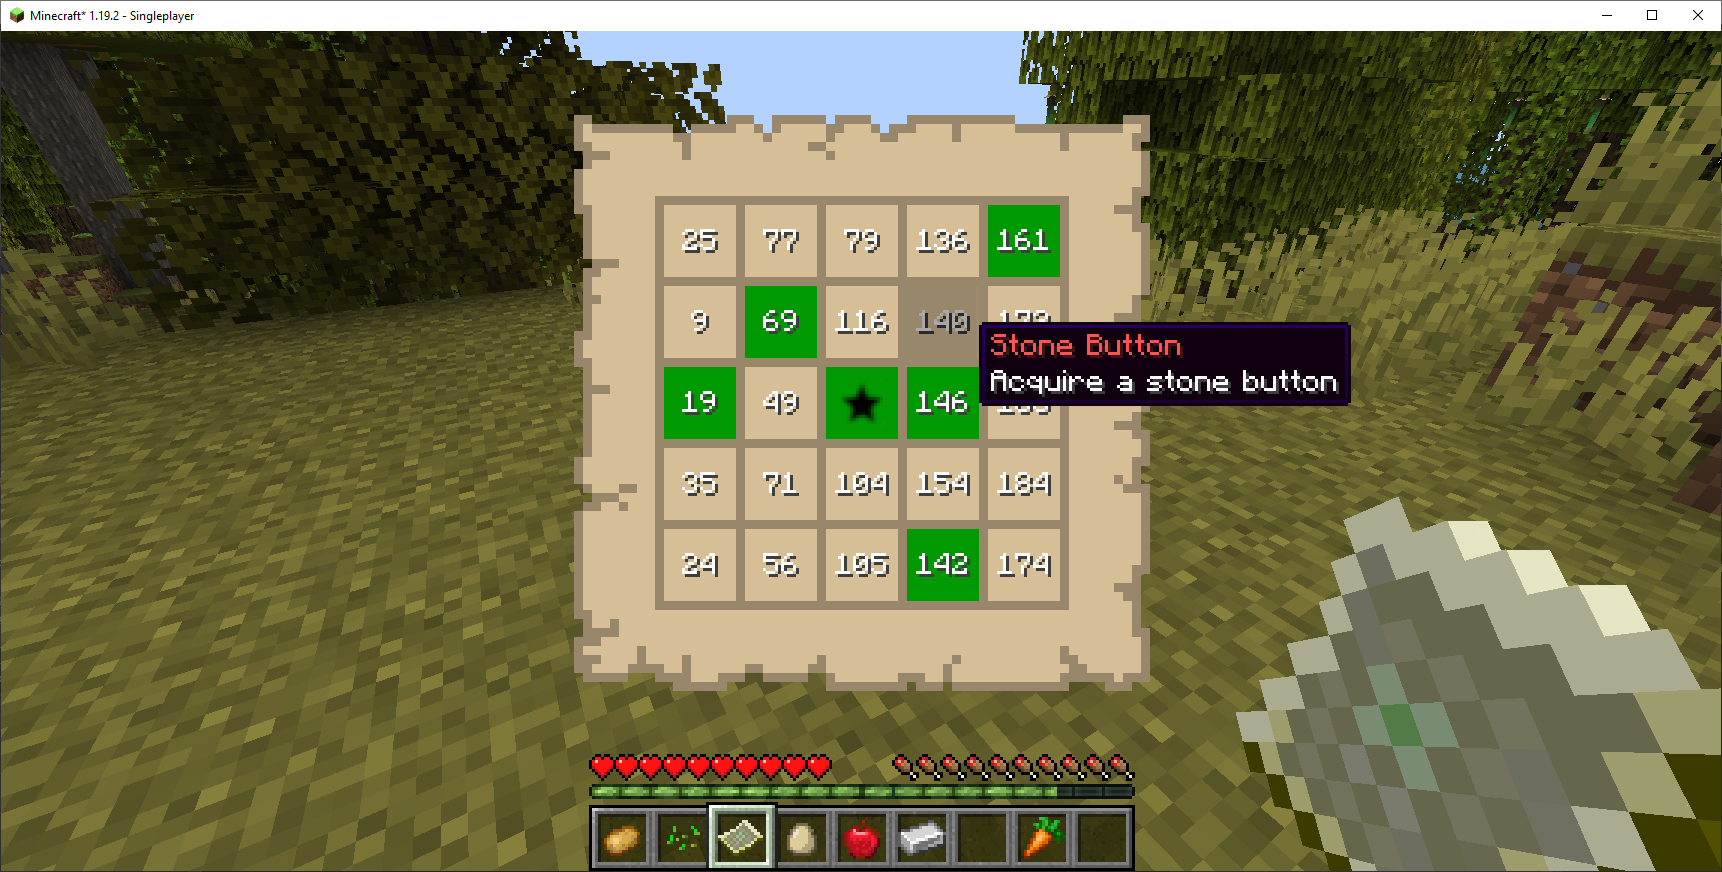 Minecraft* 1.19.2 - Singleplayer
25 77 79 136 161
9 69 116 149
Stone Button
Acquire a stone button
19 49 146
35 71 104 154 184
24 56 105 142 174